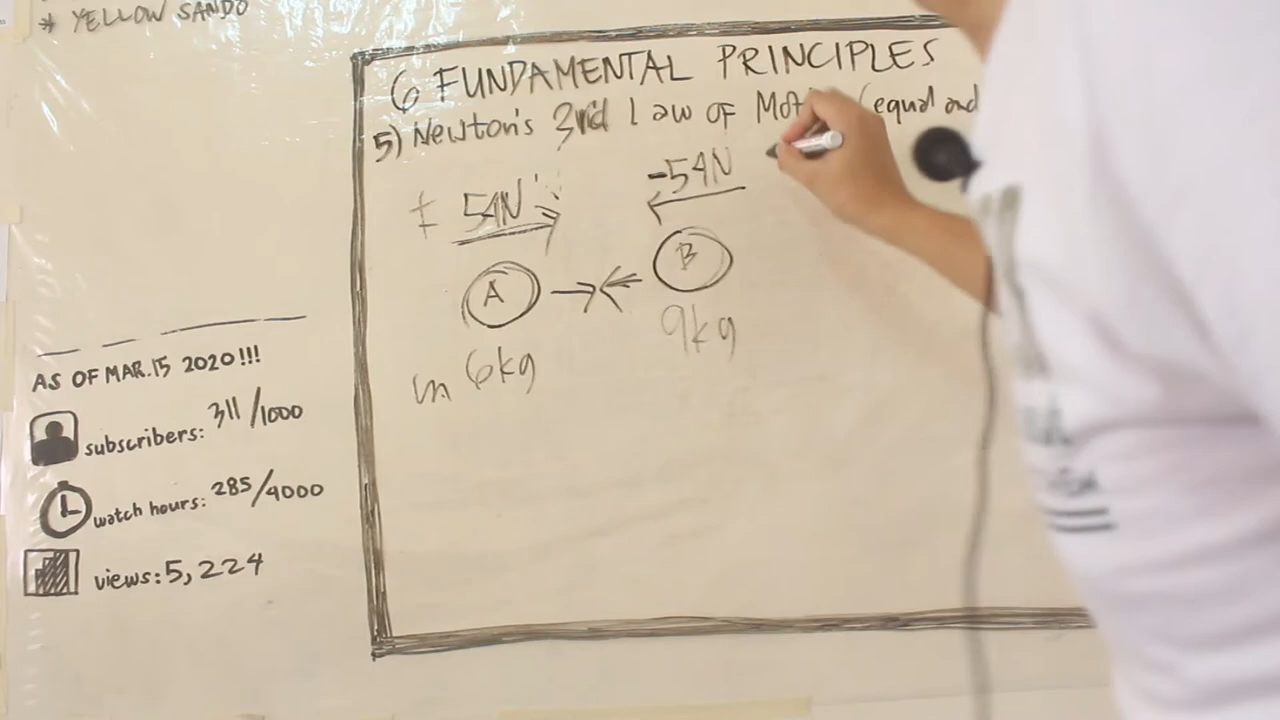 * YELLOW SANDO
6 FUNDAMENTAL PRINCIPLES
5) Newton's 3rd Law OF (equal and
+ 54N
-54N
A
B
9kg
m 6kg
AS OF MAR.15 2020!!!
subscribers: 311/1000
watch hours: 285/4000
views: 5,224